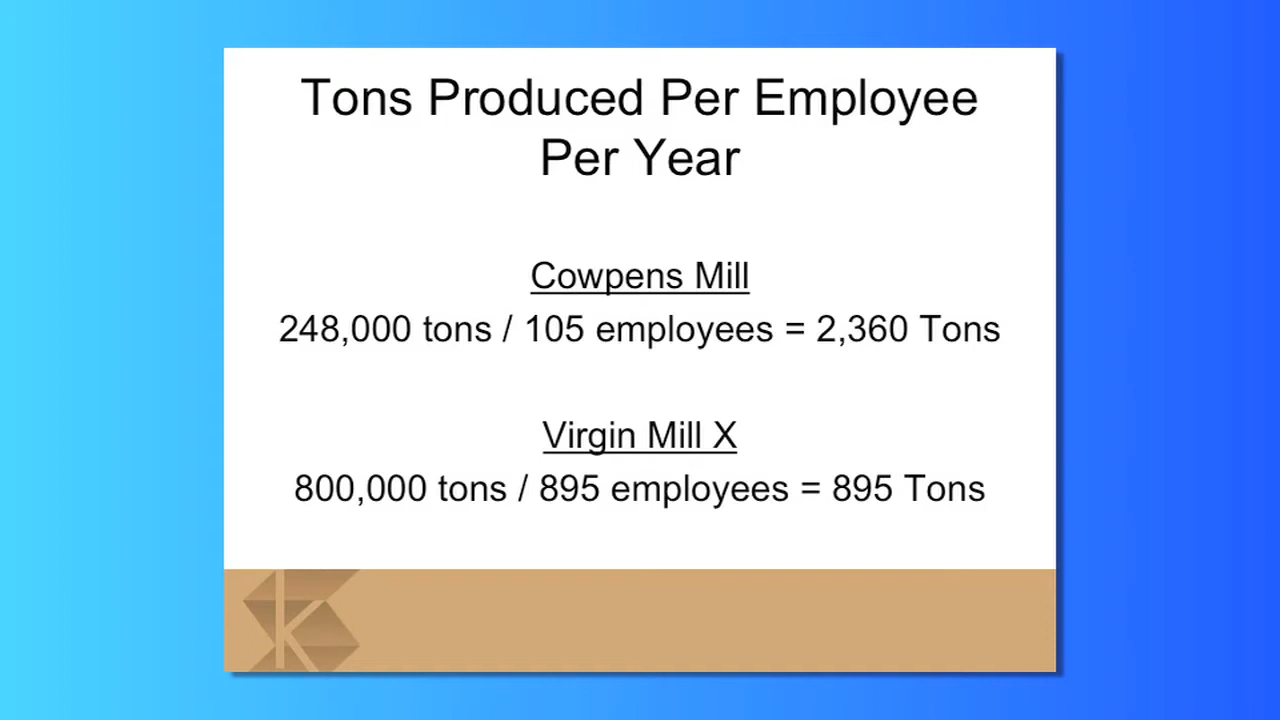 Tons Produced Per Employee
Per Year
Cowpens Mill
248,000 tons / 105 employees = 2,360 Tons
Virgin Mill X
800,000 tons / 895 employees = 895 Tons
K